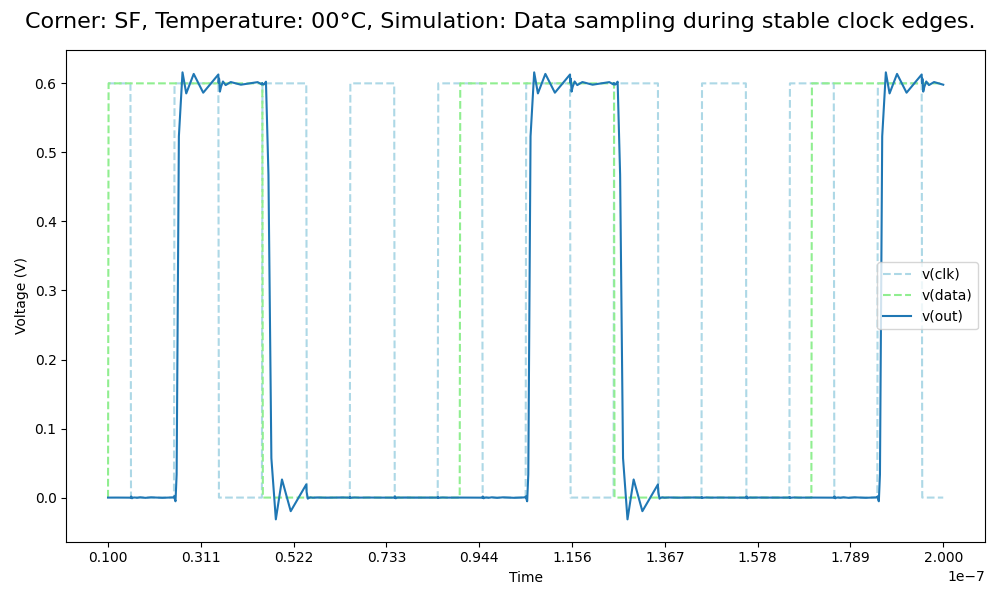 Corner: SF, Temperature: 00°C, Simulation: Data sampling during stable clock edges.
0.6
0.5
0.4
0.3
0.2
0.1
0.0
Voltage (V)
v(clk)
v(data)
v(out)
0.100 0.311 0.522 0.733 0.944 1.156 1.367 1.578 1.789 2.000
1e−7
Time